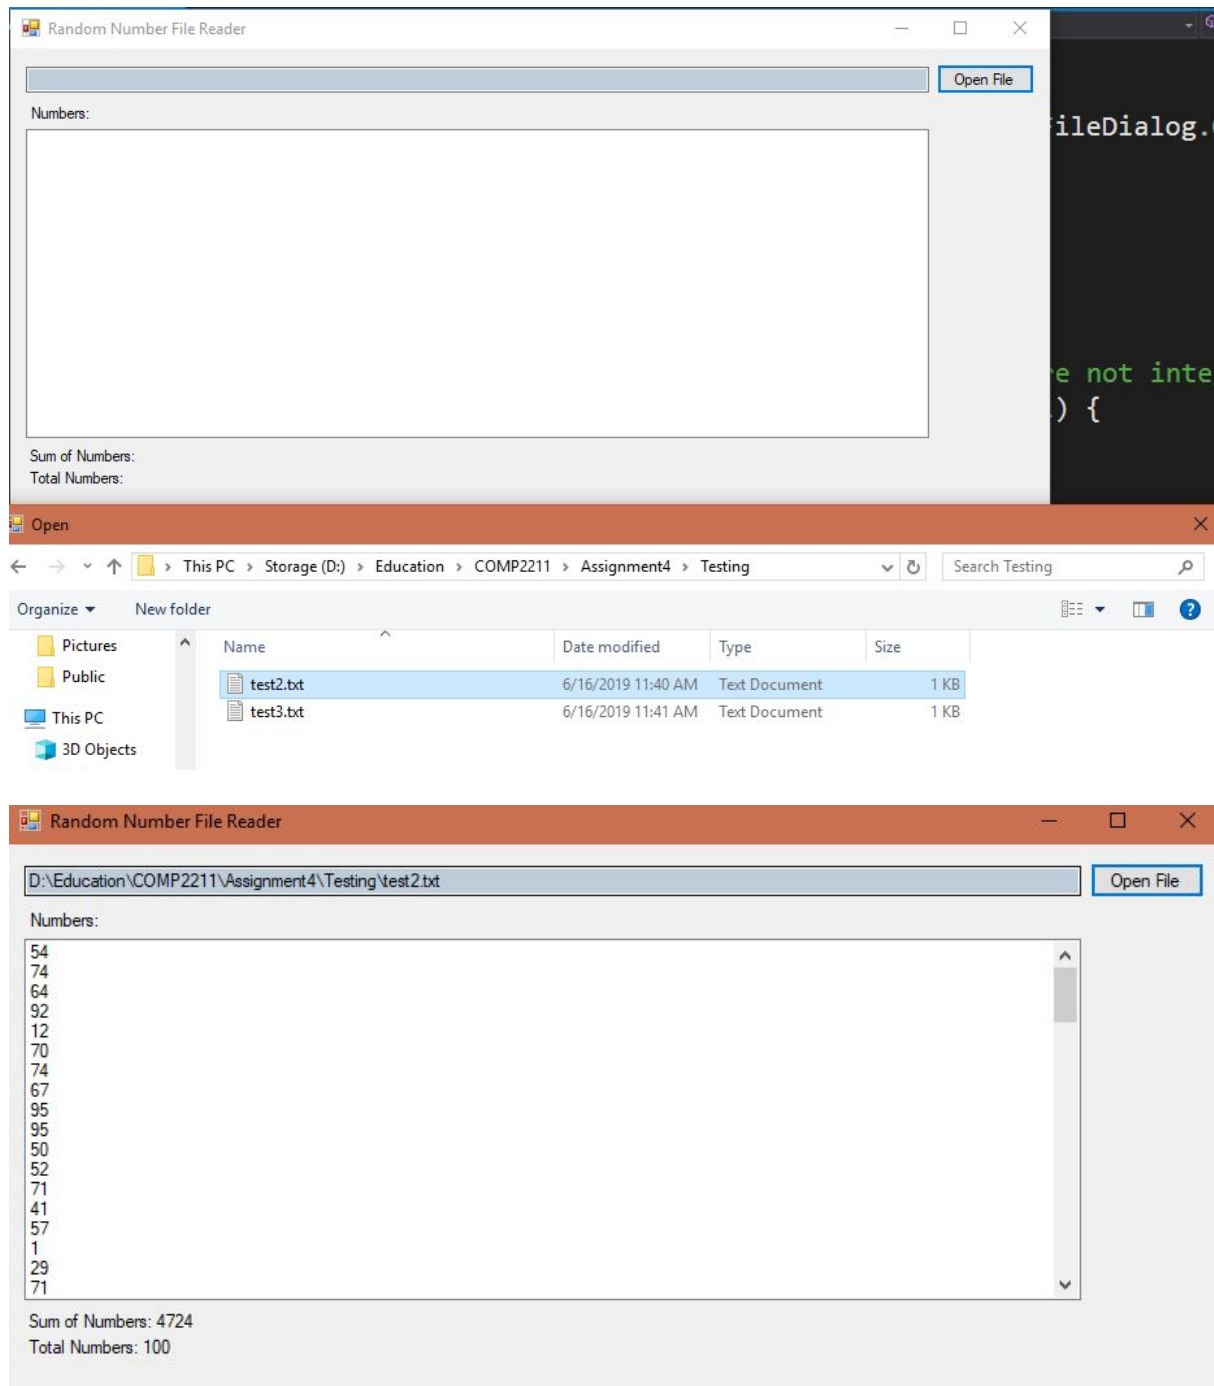 Random Number File Reader
Open File
Numbers:
ileDialog.
e not inte
) {
Sum of Numbers:
Total Numbers:
Open
This PC > Storage (D:) > Education > COMP2211 > Assignment4 > Testing
Search Testing
Organize
New folder
Pictures
Public
This PC
3D Objects
Name Date modified Type Size
test2.txt 6/16/2019 11:40 AM Text Document 1 KB
test3.txt 6/16/2019 11:41 AM Text Document 1 KB
Random Number File Reader
D:\Education\COMP2211\Assignment4\Testing\test2.txt
Open File
Numbers:
54
74
64
92
12
70
74
67
95
95
50
52
71
41
57
1
29
71
Sum of Numbers: 4724
Total Numbers: 100